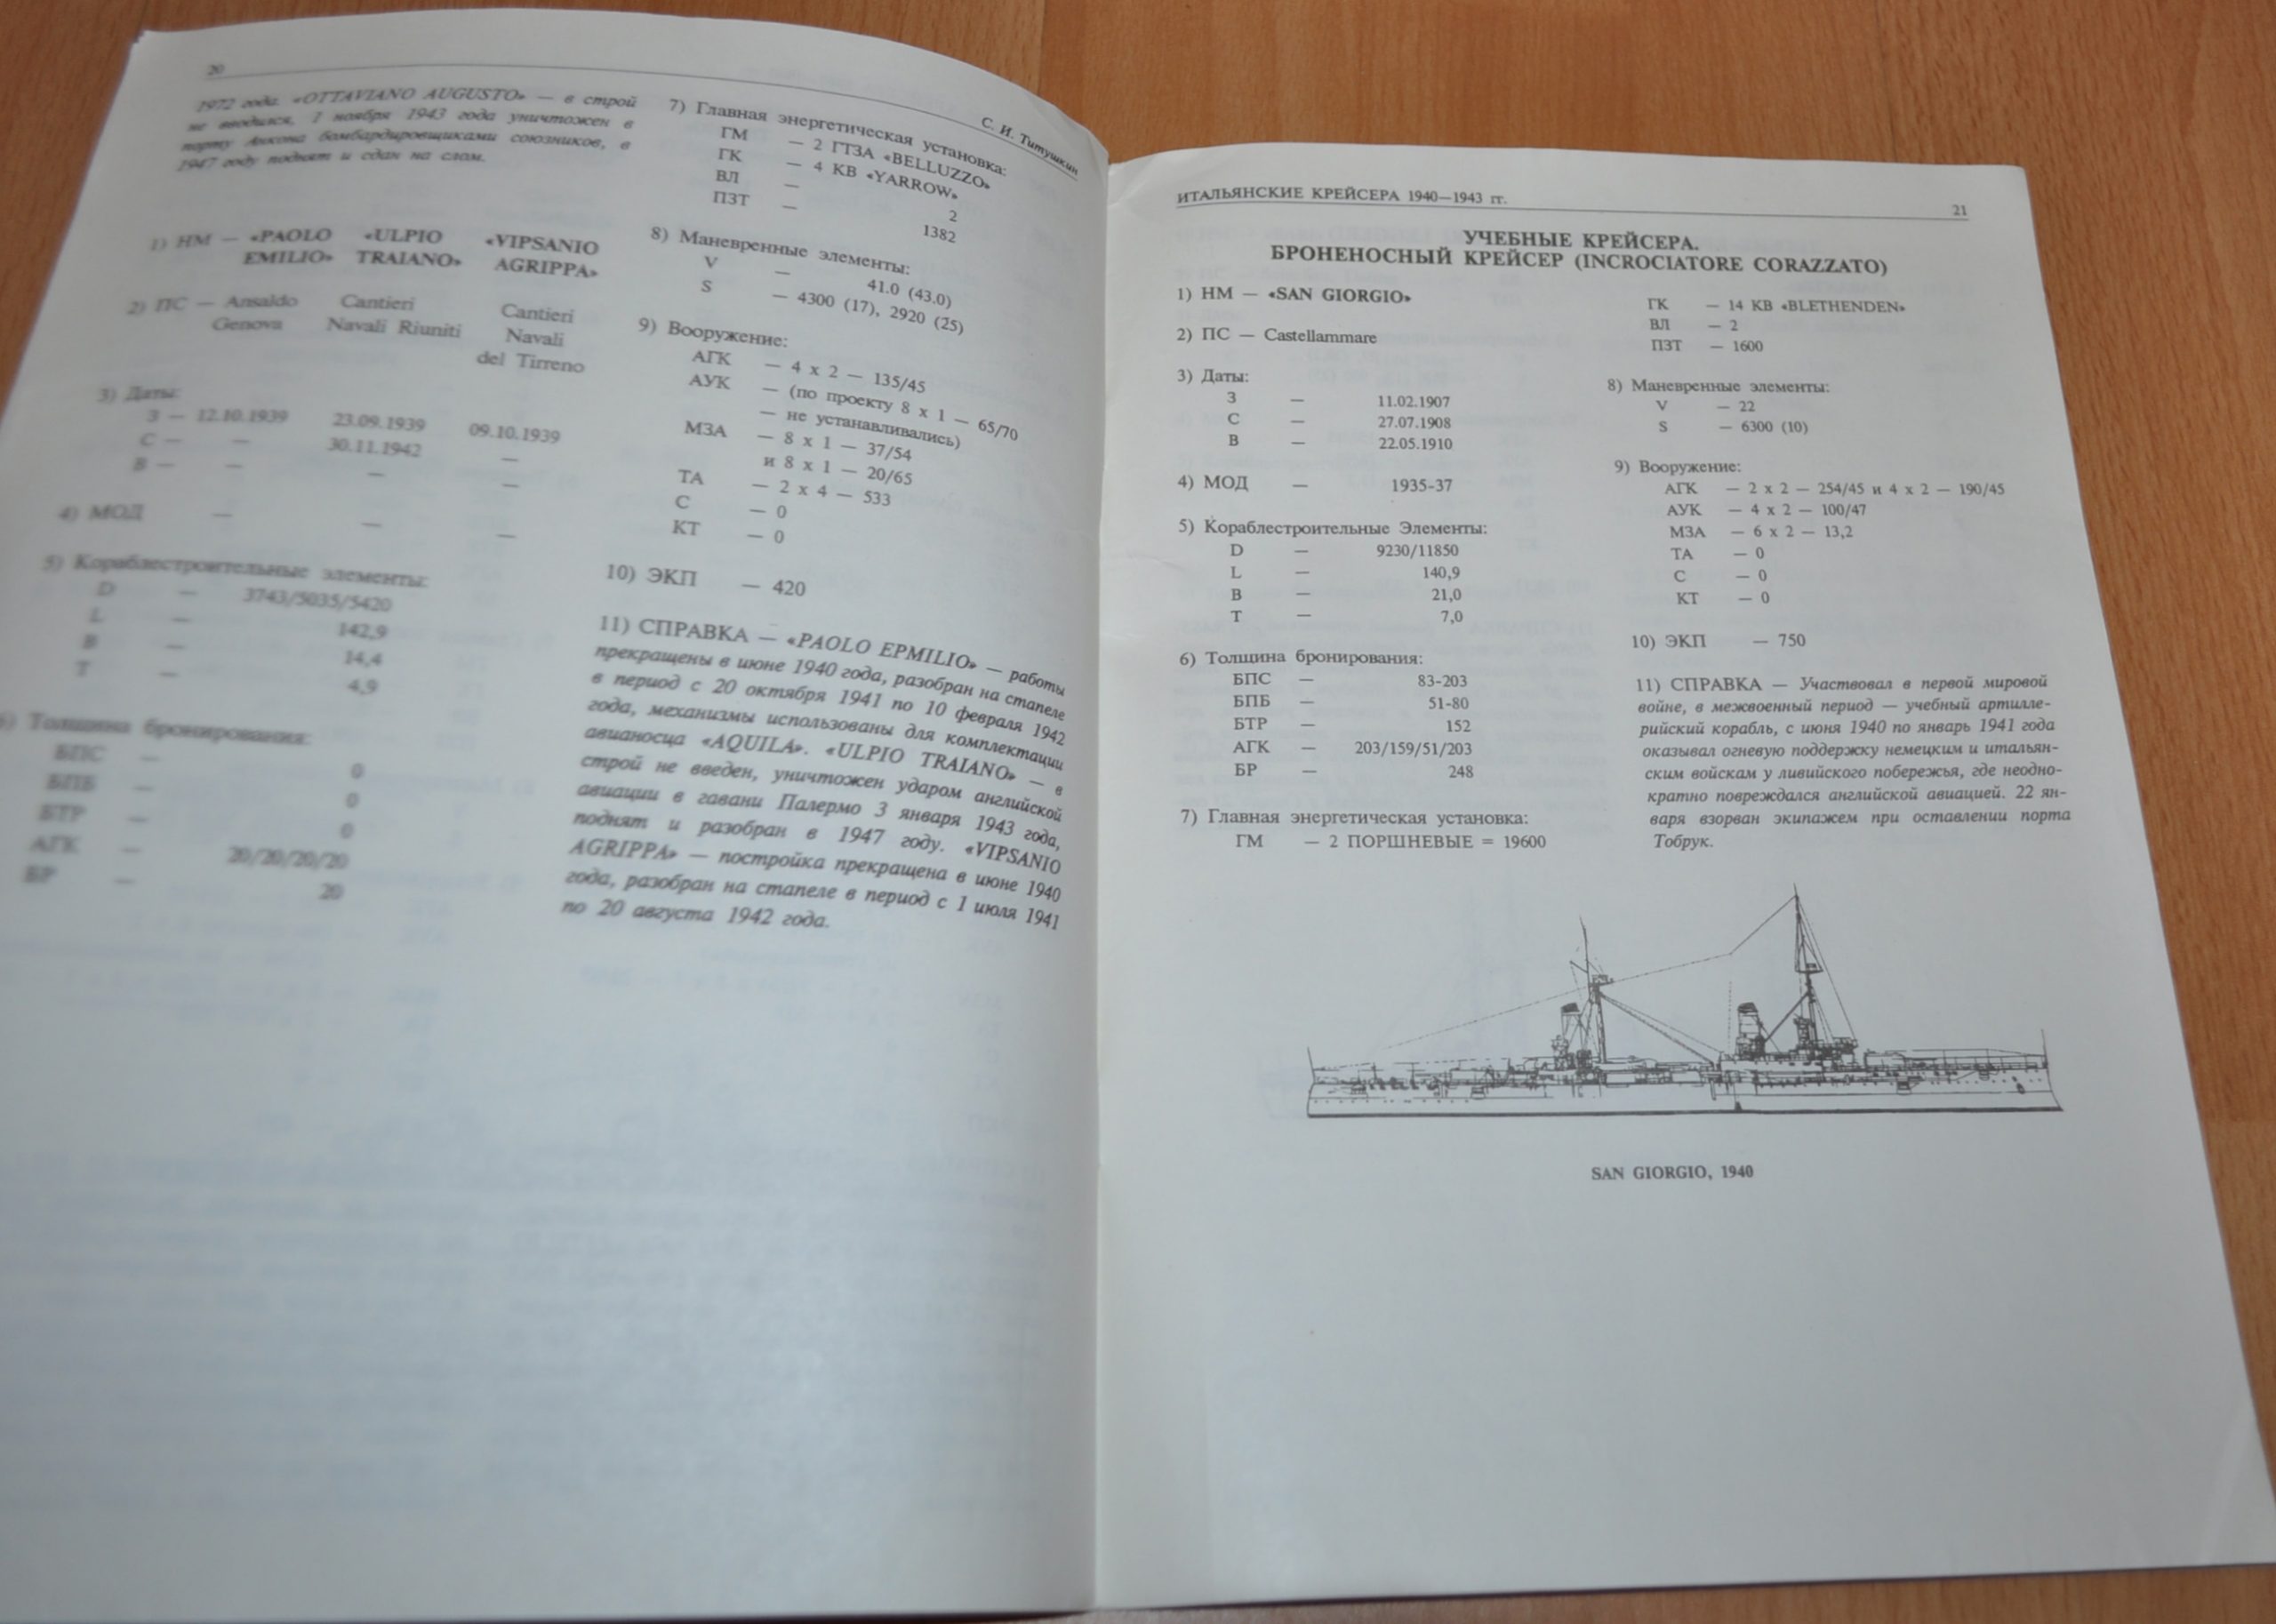 20
С. И. Титушкин
1972 года. «OTTAVIANO AUGUSTO» — в строй
не вводился, 1 ноября 1943 года уничтожен в
порту Анкона бомбардировщиками союзников, в
1947 году поднят и сдан на слом.
1) НМ — «PAOLO «ULPIO «VIPSANIO
EMILIO» TRAIANO» AGRIPPA»
2) ПС — Ansaldo Cantieri Cantieri
Genova Navali Riuniti Navali
del Tirreno
3) Даты:
З — 12.10.1939 23.09.1939 09.10.1939
С — — 30.11.1942 —
В — — — —
4) МОД — — —
5) Кораблестроительные элементы:
D — 3743/5035/5420
L — 142,9
B — 14,4
T — 4,9
6) Толщина бронирования:
БПС — 0
БПБ — 0
БТР — 0
АГК — 20/20/20/20
БР — 20
7) Главная энергетическая установка:
ГМ — 2 ГТЗА «BELLUZZO»
ГК — 4 КВ «YARROW»
ВЛ — 2
ПЗТ — 1382
8) Маневренные элементы:
V — 41.0 (43.0)
S — 4300 (17), 2920 (25)
9) Вооружение:
АГК — 4 x 2 — 135/45
АУК — (по проекту 8 x 1 — 65/70
— не устанавливались)
МЗА — 8 x 1 — 37/54
и 8 x 1 — 20/65
ТА — 2 x 4 — 533
С — 0
КТ — 0
10) ЭКП — 420
11) СПРАВКА — «PAOLO EPMILIO» — работы
прекращены в июне 1940 года, разобран на стапеле
в период с 20 октября 1941 по 10 февраля 1942
года, механизмы использованы для комплектации
авианосца «AQUILA». «ULPIO TRAIANO» — в
строй не введен, уничтожен ударом английской
авиации в гавани Палермо 3 января 1943 года,
поднят и разобран в 1947 году. «VIPSANIO
AGRIPPA» — постройка прекращена в июне 1940
года, разобран на стапеле в период с 1 июля 1941
по 20 августа 1942 года.
ИТАЛЬЯНСКИЕ КРЕЙСЕРА 1940—1943 гг.
21
УЧЕБНЫЕ КРЕЙСЕРА.
БРОНЕНОСНЫЙ КРЕЙСЕР (INCROCIATORE CORAZZATO)
1) НМ — «SAN GIORGIO»
2) ПС — Castellammare
3) Даты:
З — 11.02.1907
С — 27.07.1908
В — 22.05.1910
4) МОД — 1935-37
5) Кораблестроительные Элементы:
D — 9230/11850
L — 140,9
B — 21,0
T — 7,0
6) Толщина бронирования:
БПС — 83-203
БПБ — 51-80
БТР — 152
АГК — 203/159/51/203
БР — 248
7) Главная энергетическая установка:
ГМ — 2 ПОРШНЕВЫЕ = 19600
ГК — 14 КВ «BLETHENDEN»
ВЛ — 2
ПЗТ — 1600
8) Маневренные элементы:
V — 22
S — 6300 (10)
9) Вооружение:
АГК — 2 x 2 — 254/45 и 4 x 2 — 190/45
АУК — 4 x 2 — 100/47
МЗА — 6 x 2 — 13,2
ТА — 0
С — 0
КТ — 0
10) ЭКП — 750
11) СПРАВКА — Участвовал в первой мировой
войне, в межвоенный период — учебный артилле-
рийский корабль, с июня 1940 по январь 1941 года
оказывал огневую поддержку немецким и итальян-
ским войскам у ливийского побережья, где неодно-
кратно повреждался английской авиацией. 22 ян-
варя взорван экипажем при оставлении порта
Тобрук.
SAN GIORGIO, 1940